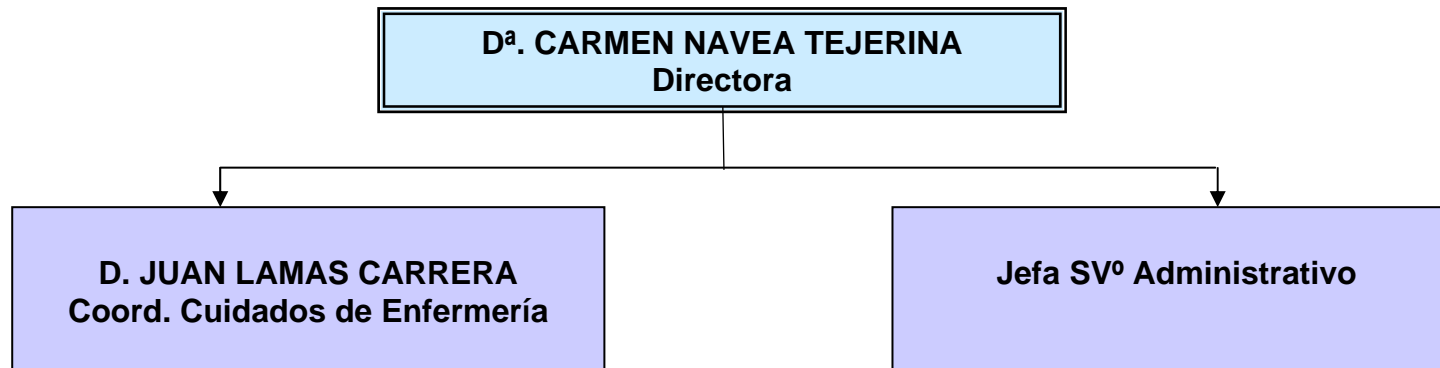 Dª. CARMEN NAVEA TEJERINA
Directora
D. JUAN LAMAS CARRERA
Coord. Cuidados de Enfermería
Jefa SVº Administrativo